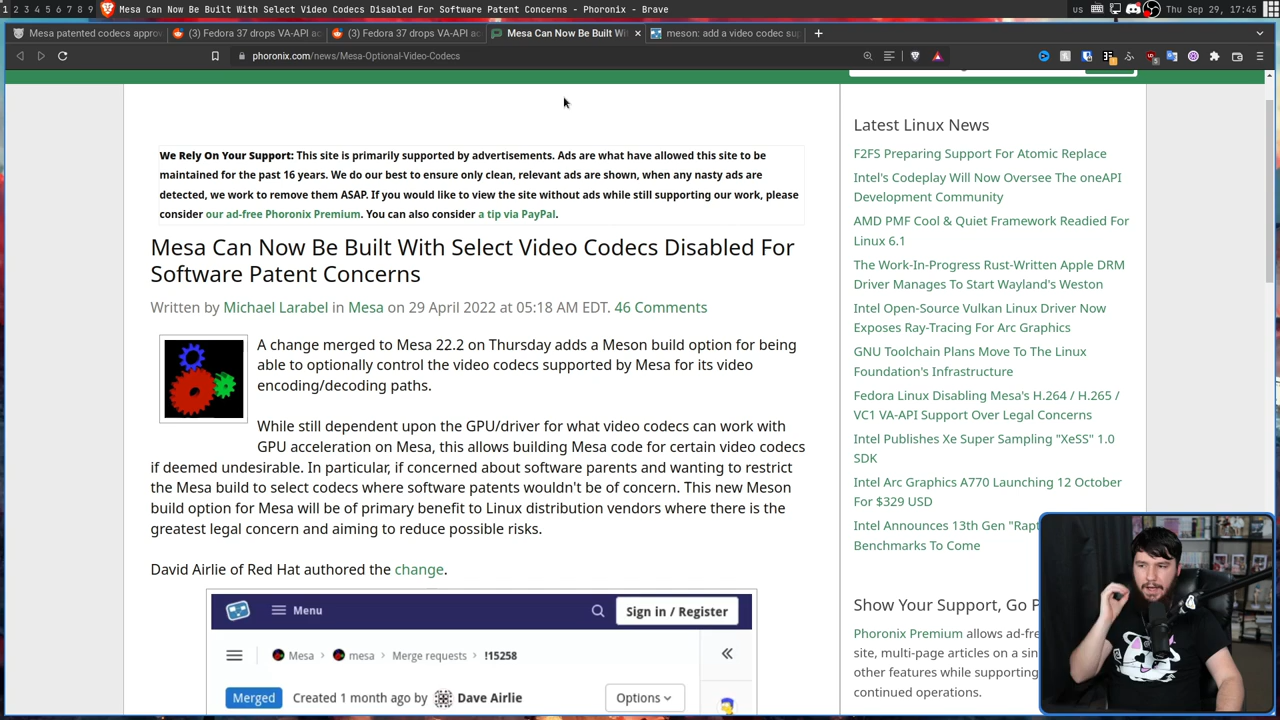 1 2 3 4 5 6 7 8 9 Mesa Can Now Be Built With Select Video Codecs Disabled For Software Patent Concerns - Phoronix - Brave
us
Thu Sep 29, 17:45
Mesa patented codecs appro
(3) Fedora 37 drops VA-API ac
(3) Fedora 37 drops VA-API ac
Mesa Can Now Be Built Wi
meson: add a video codec sup
phoronix.com/news/Mesa-Optional-Video-Codecs
We Rely On Your Support: This site is primarily supported by advertisements. Ads are what have allowed this site to be
maintained for the past 16 years. We do our best to ensure only clean, relevant ads are shown, when any nasty ads are
detected, we work to remove them ASAP. If you would like to view the site without ads while still supporting our work, please
consider our ad-free Phoronix Premium. You can also consider a tip via PayPal.
Mesa Can Now Be Built With Select Video Codecs Disabled For
Software Patent Concerns
Written by Michael Larabel in Mesa on 29 April 2022 at 05:18 AM EDT. 46 Comments
A change merged to Mesa 22.2 on Thursday adds a Meson build option for being
able to optionally control the video codecs supported by Mesa for its video
encoding/decoding paths.
While still dependent upon the GPU/driver for what video codecs can work with
GPU acceleration on Mesa, this allows building Mesa code for certain video codecs
if deemed undesirable. In particular, if concerned about software parents and wanting to restrict
the Mesa build to select codecs where software patents wouldn't be of concern. This new Meson
build option for Mesa will be of primary benefit to Linux distribution vendors where there is the
greatest legal concern and aiming to reduce possible risks.
David Airlie of Red Hat authored the change.
Menu
Sign in / Register
Mesa > mesa > Merge requests > !15258
Merged Created 1 month ago by Dave Airlie
Options
Latest Linux News
F2FS Preparing Support For Atomic Replace
Intel's Codeplay Will Now Oversee The oneAPI
Development Community
AMD PMF Cool & Quiet Framework Readied For
Linux 6.1
The Work-In-Progress Rust-Written Apple DRM
Driver Manages To Start Wayland's Weston
Intel Open-Source Vulkan Linux Driver Now
Exposes Ray-Tracing For Arc Graphics
GNU Toolchain Plans Move To The Linux
Foundation's Infrastructure
Fedora Linux Disabling Mesa's H.264 / H.265 /
VC1 VA-API Support Over Legal Concerns
Intel Publishes Xe Super Sampling "XeSS" 1.0
SDK
Intel Arc Graphics A770 Launching 12 October
For $329 USD
Intel Announces 13th Gen "Rapt
Benchmarks To Come
Show Your Support, Go P
Phoronix Premium allows ad-fre
site, multi-page articles on a sin
other features while supporting
continued operations.